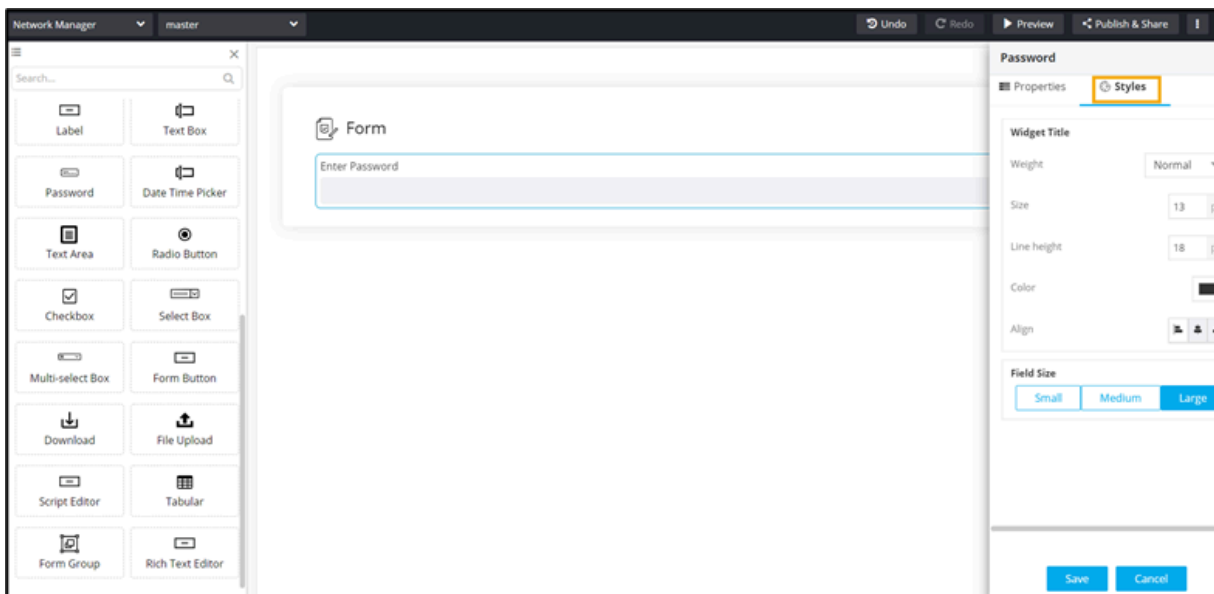 Network Manager master Undo Redo Preview Publish & Share
Search...
Label Text Box
Password Date Time Picker
Text Area Radio Button
Checkbox Select Box
Multi-select Box Form Button
Download File Upload
Script Editor Tabular
Form Group Rich Text Editor
Form
Enter Password
Password
Properties Styles
Widget Title
Weight Normal
Size 13
Line height 18
Color
Align
Field Size
Small Medium Large
Save Cancel